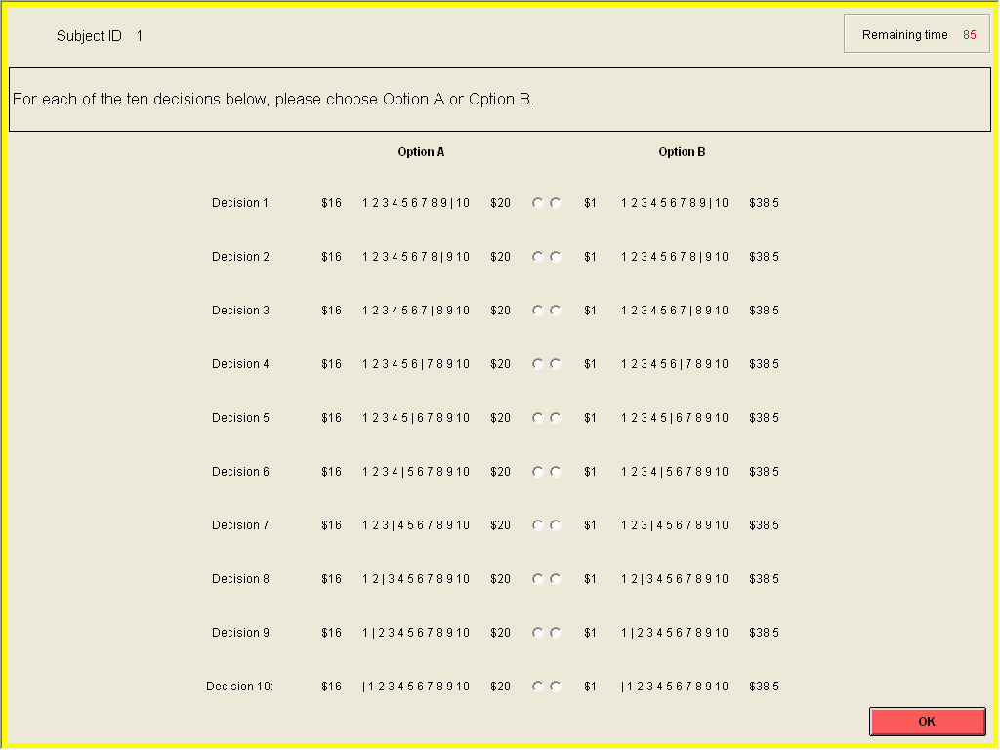 Subject ID 1
Remaining time 85
For each of the ten decisions below, please choose Option A or Option B.
Option A Option B
Decision 1: $16 1 2 3 4 5 6 7 8 9 | 10 $20 $1 1 2 3 4 5 6 7 8 9 | 10 $38.5
Decision 2: $16 1 2 3 4 5 6 7 8 | 9 10 $20 $1 1 2 3 4 5 6 7 8 | 9 10 $38.5
Decision 3: $16 1 2 3 4 5 6 7 | 8 9 10 $20 $1 1 2 3 4 5 6 7 | 8 9 10 $38.5
Decision 4: $16 1 2 3 4 5 6 | 7 8 9 10 $20 $1 1 2 3 4 5 6 | 7 8 9 10 $38.5
Decision 5: $16 1 2 3 4 5 | 6 7 8 9 10 $20 $1 1 2 3 4 5 | 6 7 8 9 10 $38.5
Decision 6: $16 1 2 3 4 | 5 6 7 8 9 10 $20 $1 1 2 3 4 | 5 6 7 8 9 10 $38.5
Decision 7: $16 1 2 3 | 4 5 6 7 8 9 10 $20 $1 1 2 3 | 4 5 6 7 8 9 10 $38.5
Decision 8: $16 1 2 | 3 4 5 6 7 8 9 10 $20 $1 1 2 | 3 4 5 6 7 8 9 10 $38.5
Decision 9: $16 1 | 2 3 4 5 6 7 8 9 10 $20 $1 1 | 2 3 4 5 6 7 8 9 10 $38.5
Decision 10: $16 | 1 2 3 4 5 6 7 8 9 10 $20 $1 | 1 2 3 4 5 6 7 8 9 10 $38.5
OK